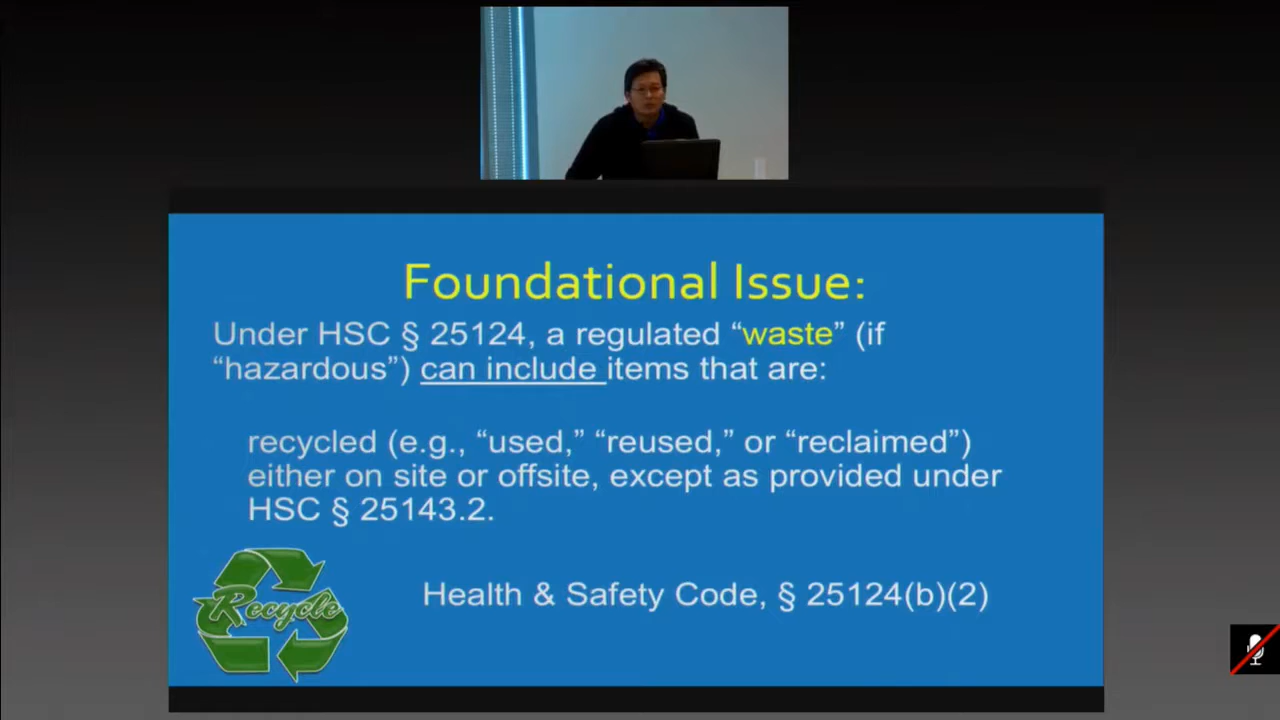 Foundational Issue:
Under HSC § 25124, a regulated “waste” (if
“hazardous”) can include items that are:
recycled (e.g., “used,” “reused,” or “reclaimed”)
either on site or offsite, except as provided under
HSC § 25143.2.
Recycle
Health & Safety Code, § 25124(b)(2)